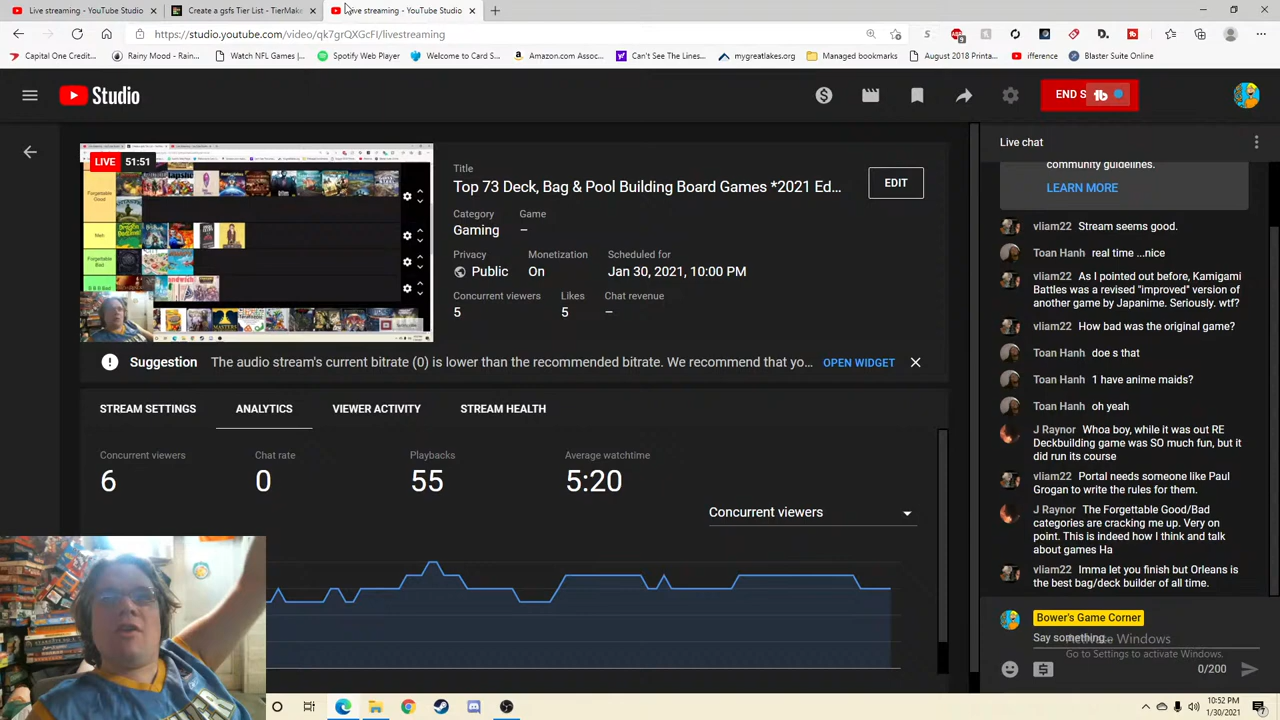 Live streaming - YouTube Studio
Create a gsfs Tier List - TierMake
Live streaming - YouTube Studio
https://studio.youtube.com/video/qk7grQXGcFI/livestreaming
Capital One Credit...
Rainy Mood - Rain...
Watch NFL Games |...
Spotify Web Player
Welcome to Card S...
Amazon.com Assoc...
Can't See The Lines...
mygreatlakes.org
Managed bookmarks
August 2018 Printa...
ifference
Blaster Suite Online
Studio
END S
LIVE 51:51
Forgettable
Good
Meh
Forgettable
Bad
B B B Bad
Title
Top 73 Deck, Bag & Pool Building Board Games *2021 Ed...
EDIT
Category Game
Gaming –
Privacy Monetization Scheduled for
Public On Jan 30, 2021, 10:00 PM
Concurrent viewers Likes Chat revenue
5 5 –
Suggestion The audio stream's current bitrate (0) is lower than the recommended bitrate. We recommend that yo... OPEN WIDGET
STREAM SETTINGS ANALYTICS VIEWER ACTIVITY STREAM HEALTH
Concurrent viewers Chat rate Playbacks Average watchtime
6 0 55 5:20
Concurrent viewers
Live chat
community guidelines.
LEARN MORE
vliam22 Stream seems good.
Toan Hanh real time ...nice
vliam22 As I pointed out before, Kamigami
Battles was a revised "improved" version of
another game by Japanime. Seriously. wtf?
vliam22 How bad was the original game?
Toan Hanh doe s that
Toan Hanh 1 have anime maids?
Toan Hanh oh yeah
J Raynor Whoa boy, while it was out RE
Deckbuilding game was SO much fun, but it
did run its course
vliam22 Portal needs someone like Paul
Grogan to write the rules for them.
J Raynor The Forgettable Good/Bad
categories are cracking me up. Very on
point. This is indeed how I think and talk
about games Ha
vliam22 Imma let you finish but Orleans is
the best bag/deck builder of all time.
Bower's Game Corner
Say something...
Activate Windows
Go to Settings to activate Windows.
0/200
10:52 PM
1/30/2021